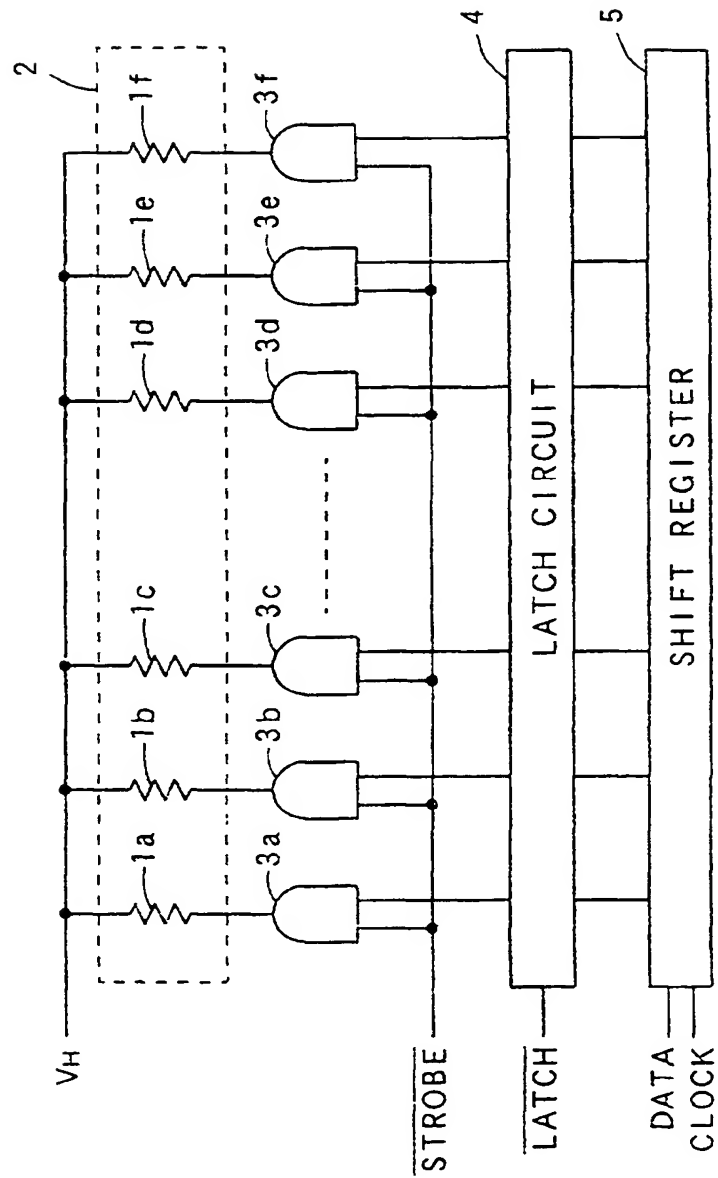 2
1a 1b 1c 1d 1e 1f
VH
3a 3b 3c 3d 3e 3f
STROBE
4
LATCH
LATCH CIRCUIT
5
DATA
CLOCK
SHIFT REGISTER